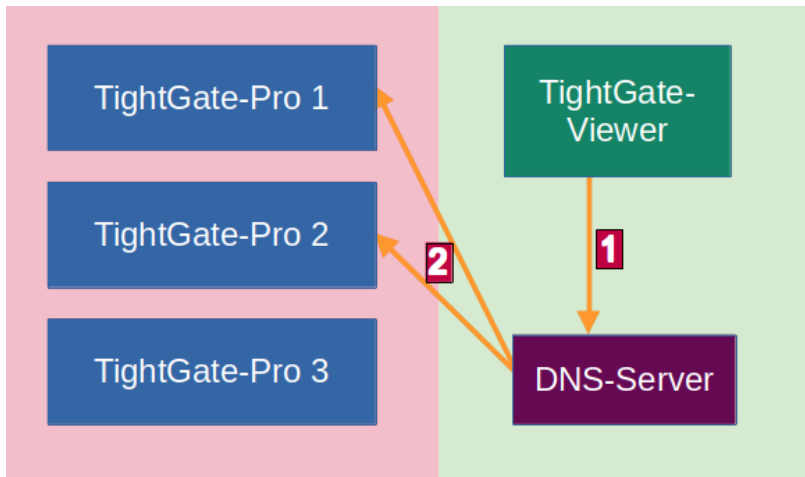 TightGate-Pro 1
TightGate-
Viewer
TightGate-Pro 2
2
1
TightGate-Pro 3
DNS-Server